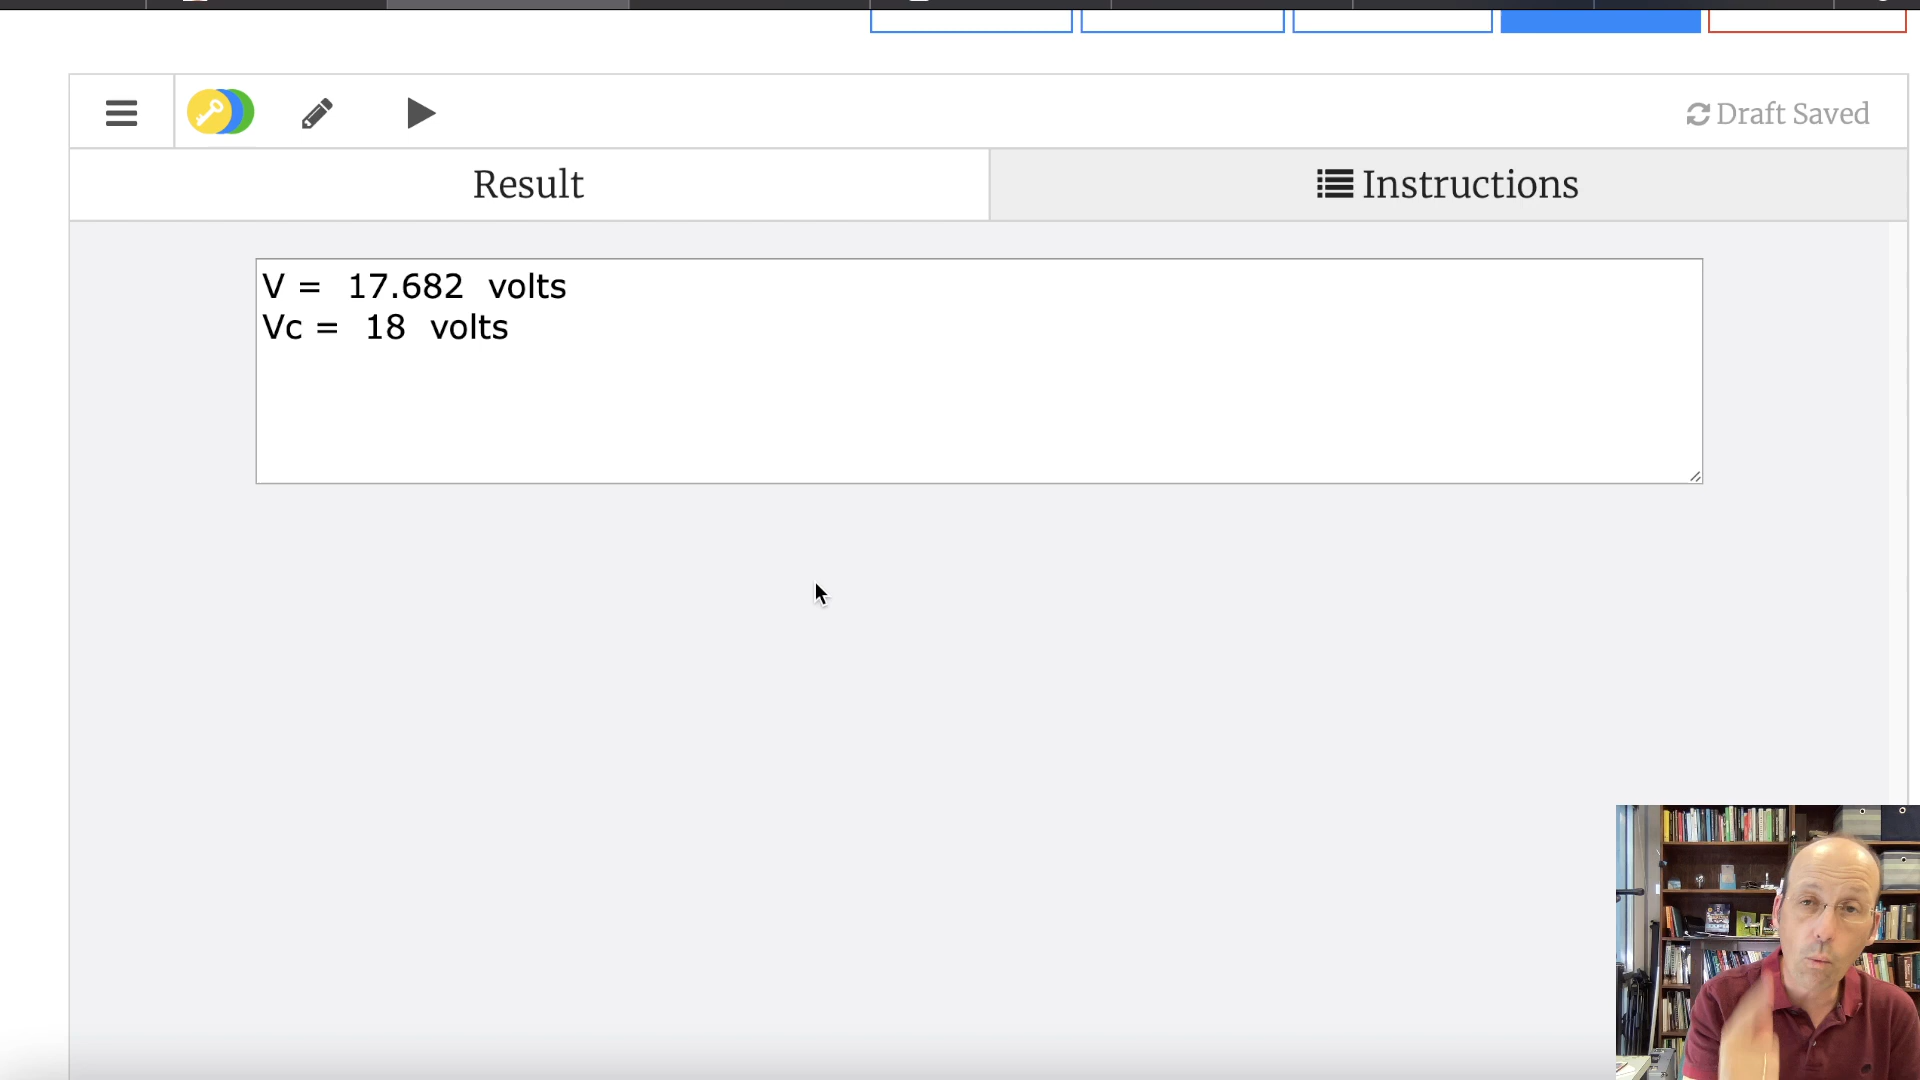 Draft Saved
Result
Instructions
V =  17.682  volts
Vc =  18  volts